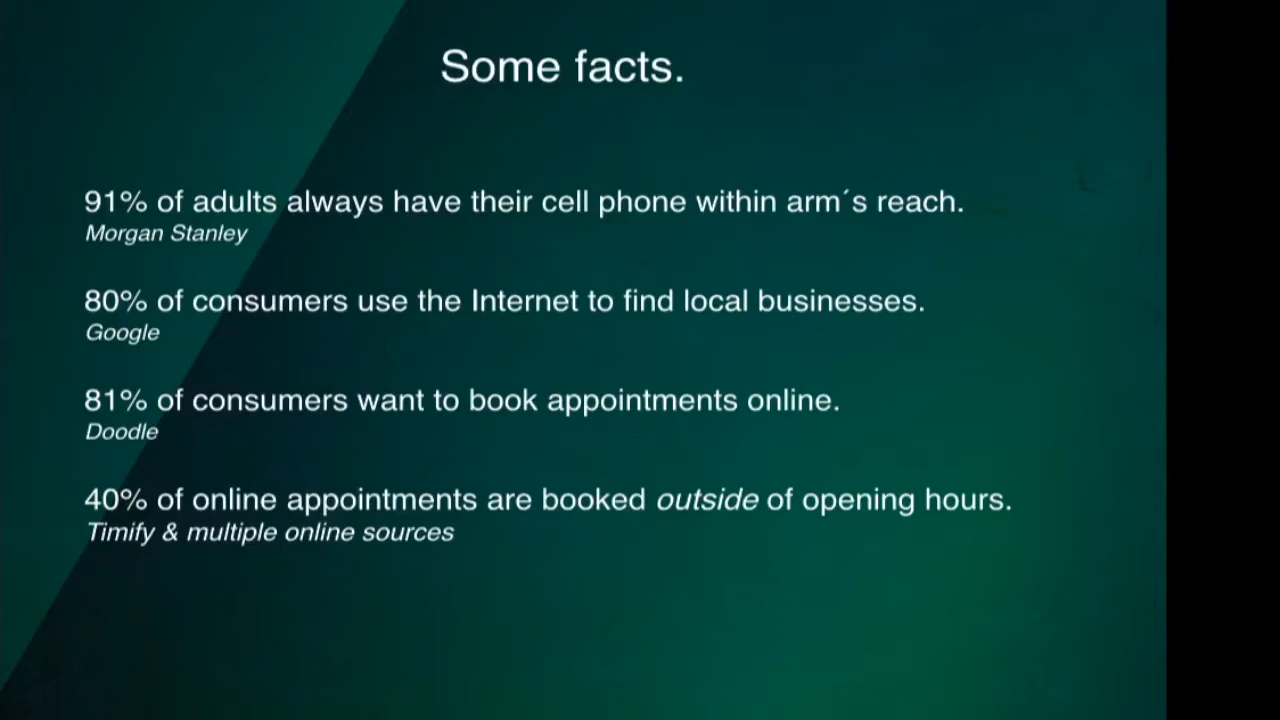 Some facts.
91% of adults always have their cell phone within arm´s reach.
Morgan Stanley
80% of consumers use the Internet to find local businesses.
Google
81% of consumers want to book appointments online.
Doodle
40% of online appointments are booked outside of opening hours.
Timify & multiple online sources